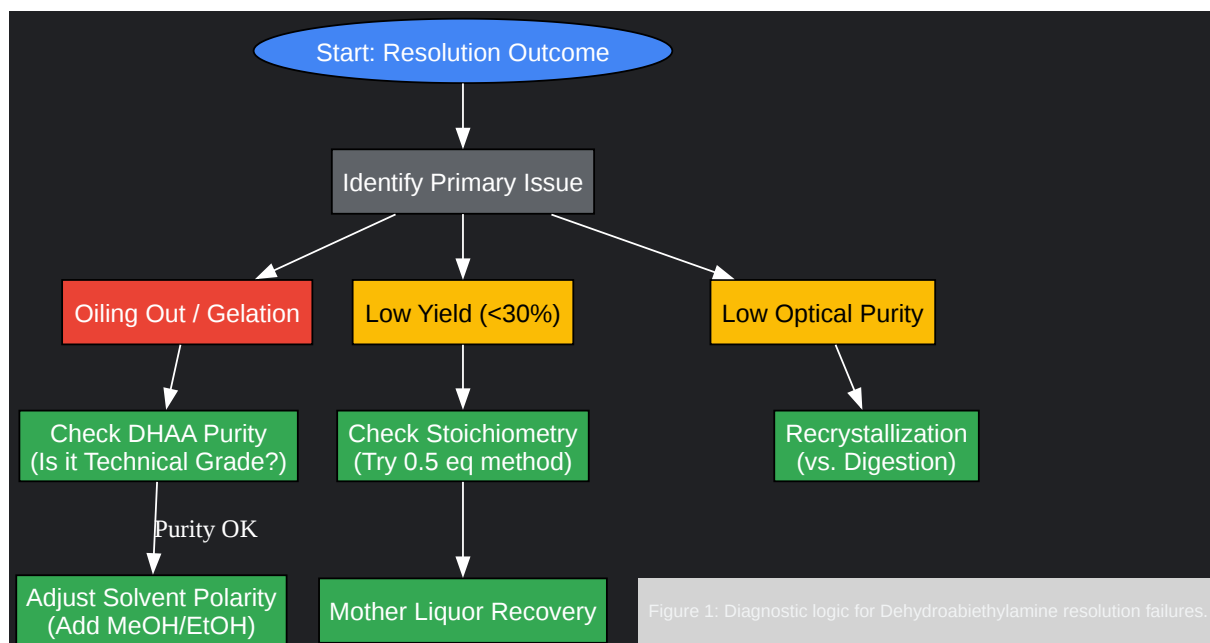 Start: Resolution Outcome
Identify Primary Issue
Oiling Out / Gelation
Low Yield (<30%)
Low Optical Purity
Check DHAA Purity
(Is it Technical Grade?)
Check Stoichiometry
(Try 0.5 eq method)
Recrystallization
(vs. Digestion)
Purity OK
Adjust Solvent Polarity
(Add MeOH/EtOH)
Mother Liquor Recovery
Figure 1: Diagnostic logic for Dehydroabiethylamine resolution failures.